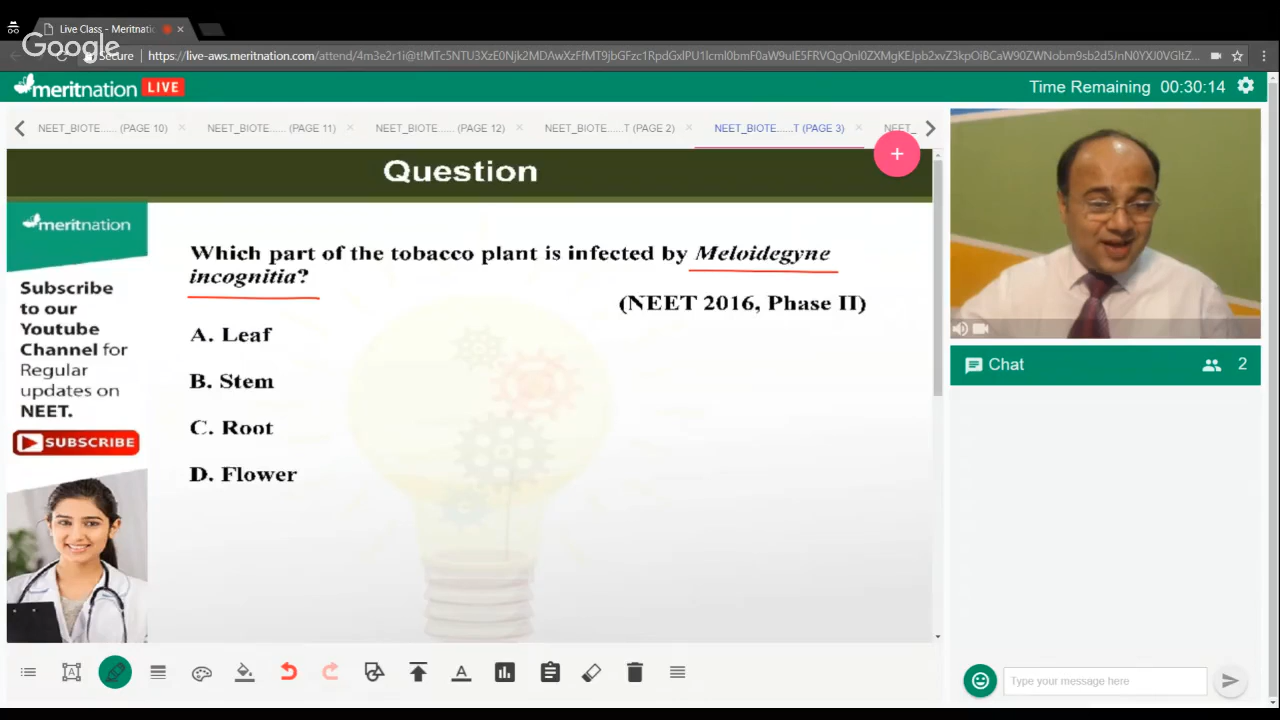 Live Class - Meritnatic
Google
Secure
https://live-aws.meritnation.com/attend/
meritnation LIVE
Time Remaining 00:30:14
NEET_BIOTE...... (PAGE 10)
NEET_BIOTE...... (PAGE 11)
NEET_BIOTE...... (PAGE 12)
NEET_BIOTE......T (PAGE 2)
NEET_BIOTE......T (PAGE 3)
NEET_
Question
meritnation
Subscribe
to our
Youtube
Channel for
Regular
updates on
NEET.
SUBSCRIBE
Which part of the tobacco plant is infected by Meloidegyne
incognitia?
(NEET 2016, Phase II)
A. Leaf
B. Stem
C. Root
D. Flower
Chat
2
Type your message here